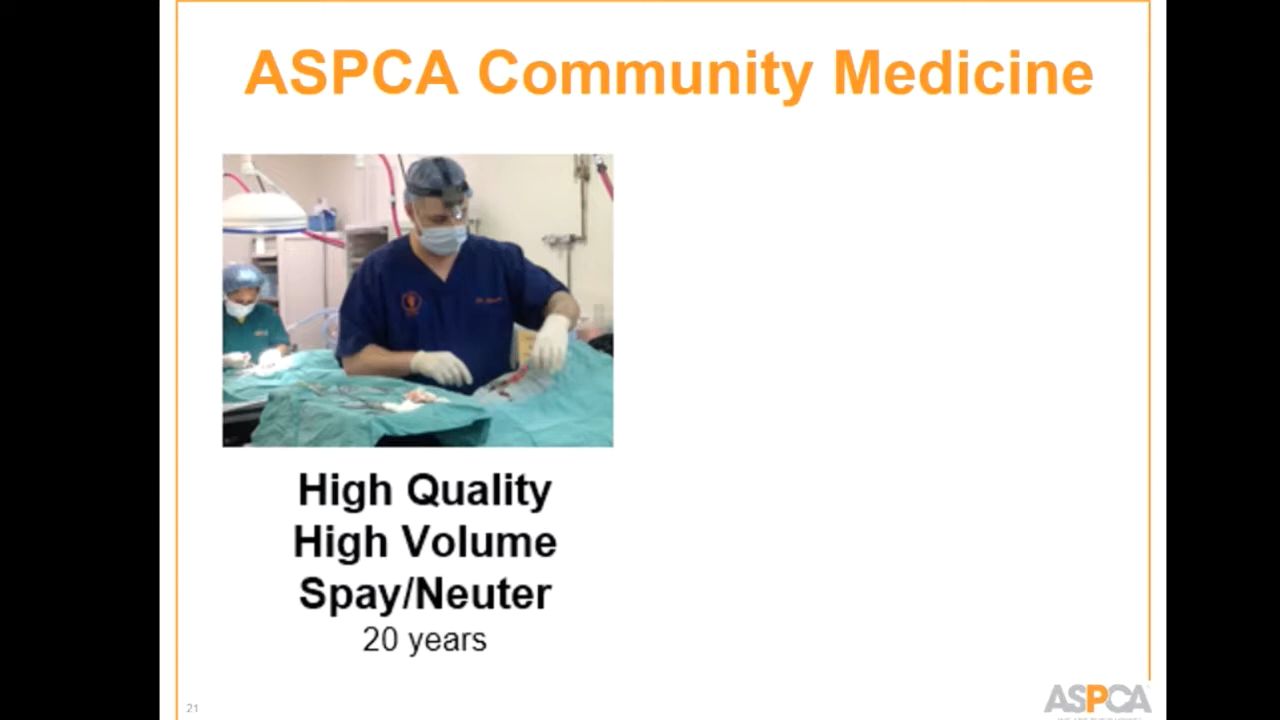 ASPCA Community Medicine
High Quality
High Volume
Spay/Neuter
20 years
21
ASPCA